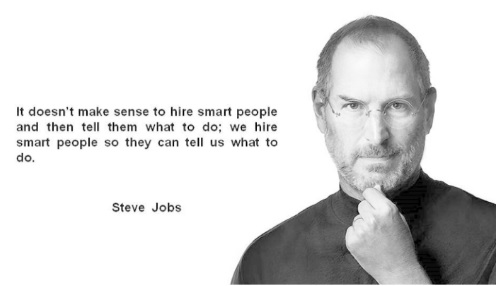 It doesn't make sense to hire smart people
and then tell them what to do; we hire
smart people so they can tell us what to
do.
Steve Jobs